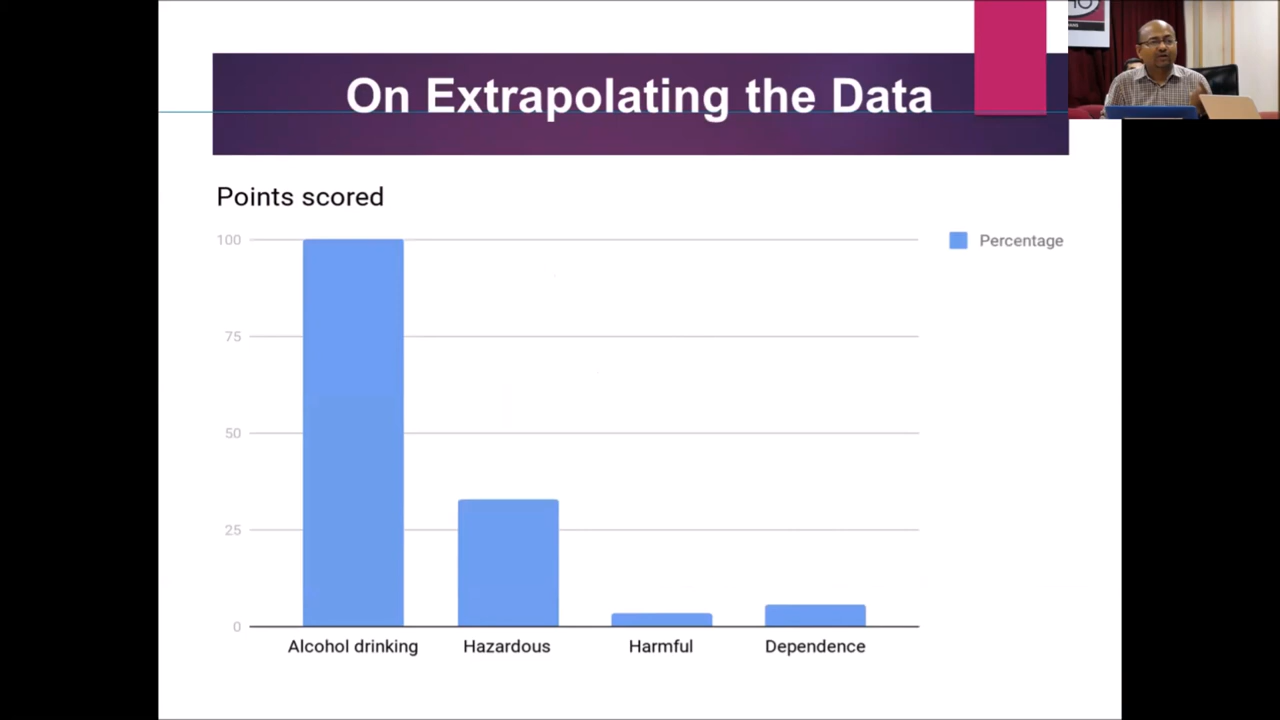 On Extrapolating the Data
Points scored
100
75
50
25
0
Percentage
Alcohol drinking
Hazardous
Harmful
Dependence